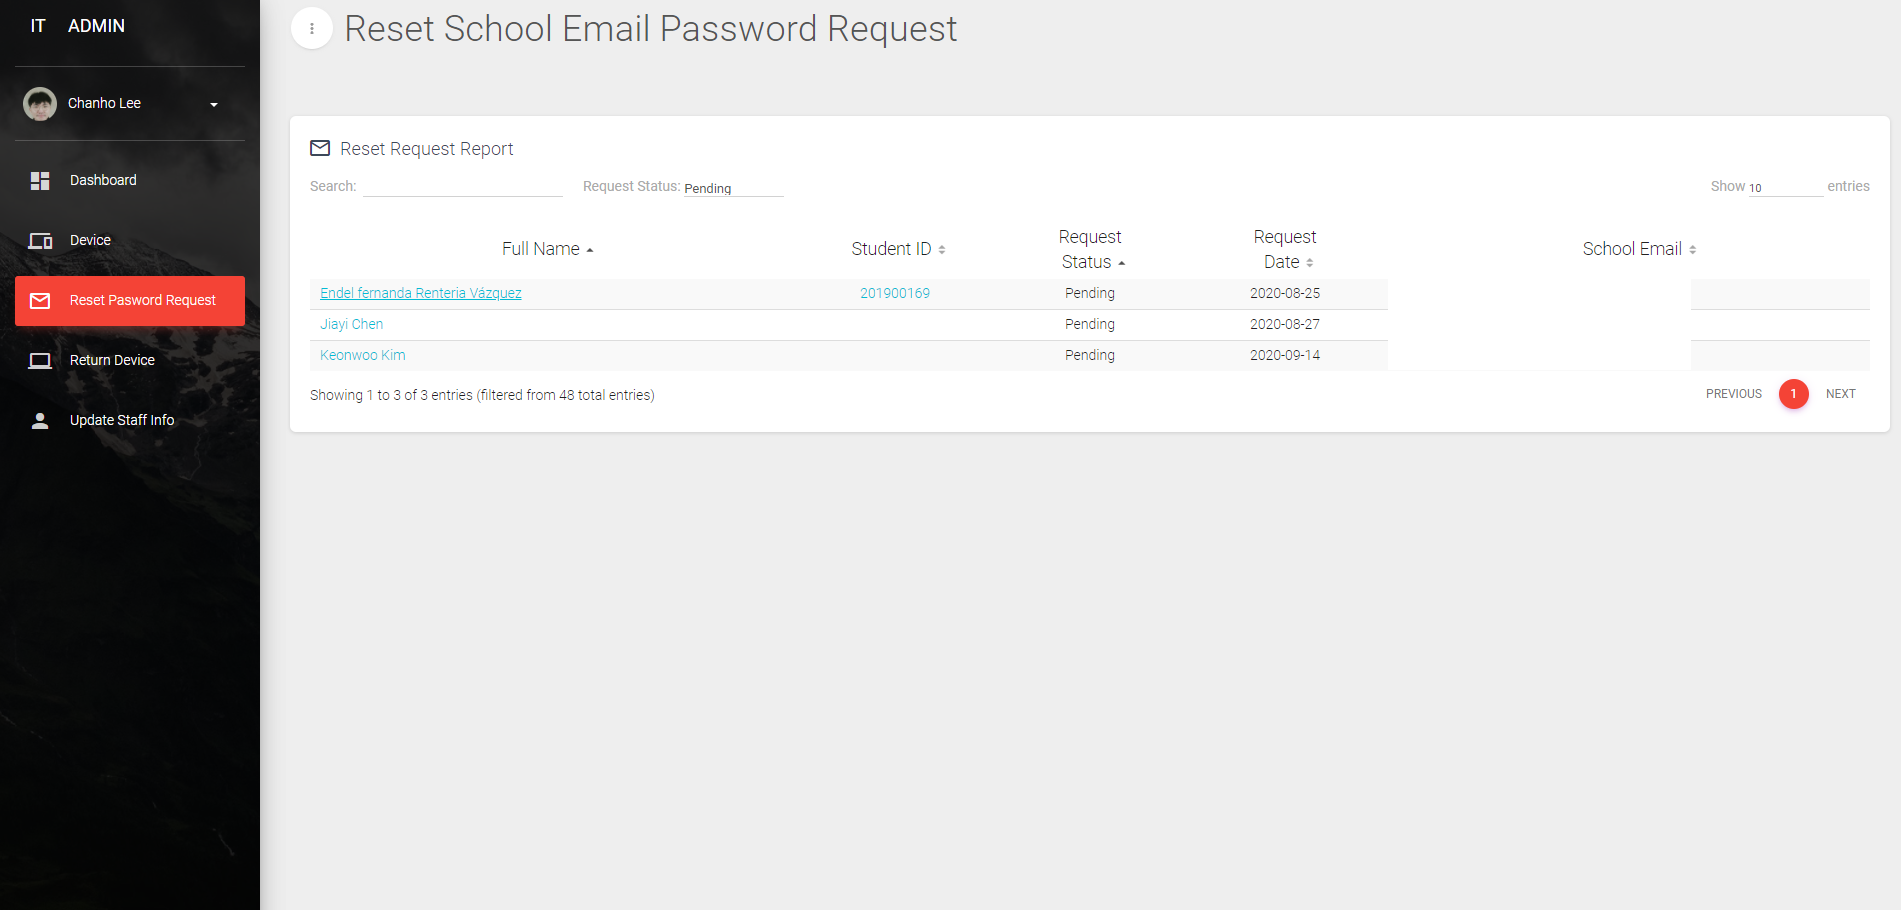 IT ADMIN
Chanho Lee
Dashboard
Device
Reset Pasword Request
Return Device
Update Staff Info
Reset School Email Password Request
Reset Request Report
Search: Request Status: Pending Show 10 entries
Full Name Student ID Request Status Request Date School Email
Endel fernanda Renteria Vázquez 201900169 Pending 2020-08-25
Jiayi Chen Pending 2020-08-27
Keonwoo Kim Pending 2020-09-14
Showing 1 to 3 of 3 entries (filtered from 48 total entries) PREVIOUS 1 NEXT